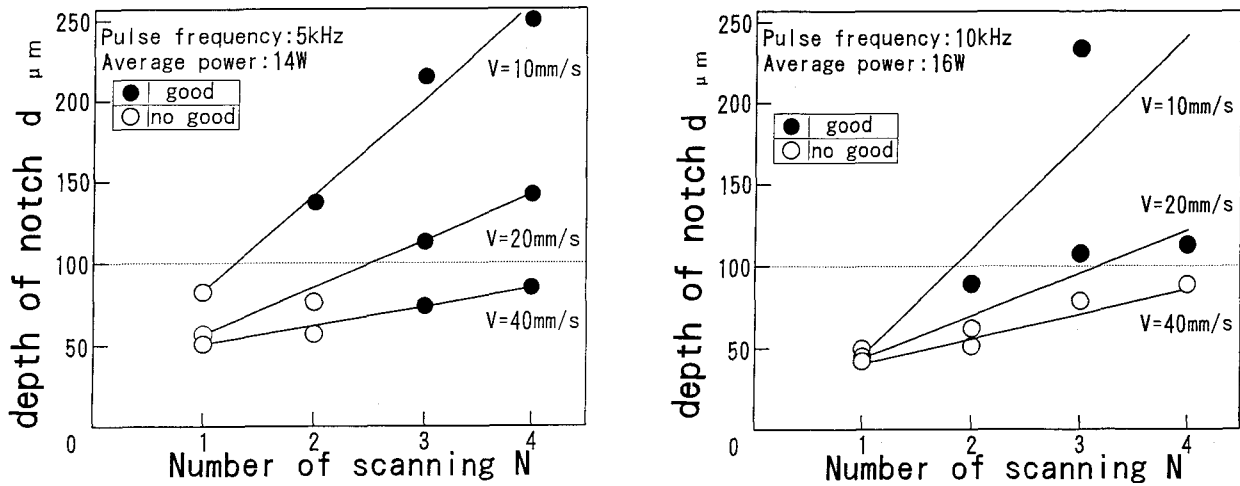 250
200
150
100
50
0
depth of notch d μm
Pulse frequency:5kHz
Average power:14W
good
no good
V=10mm/s
V=20mm/s
V=40mm/s
1 2 3 4
Number of scanning N
250
200
150
100
50
0
depth of notch d μm
Pulse frequency:10kHz
Average power:16W
good
no good
V=10mm/s
V=20mm/s
V=40mm/s
1 2 3 4
Number of scanning N